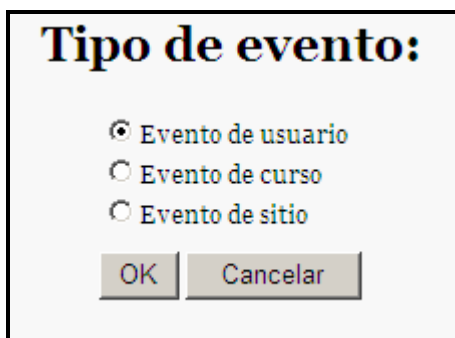 Tipo de evento:
Evento de usuario
Evento de curso
Evento de sitio
OK Cancelar